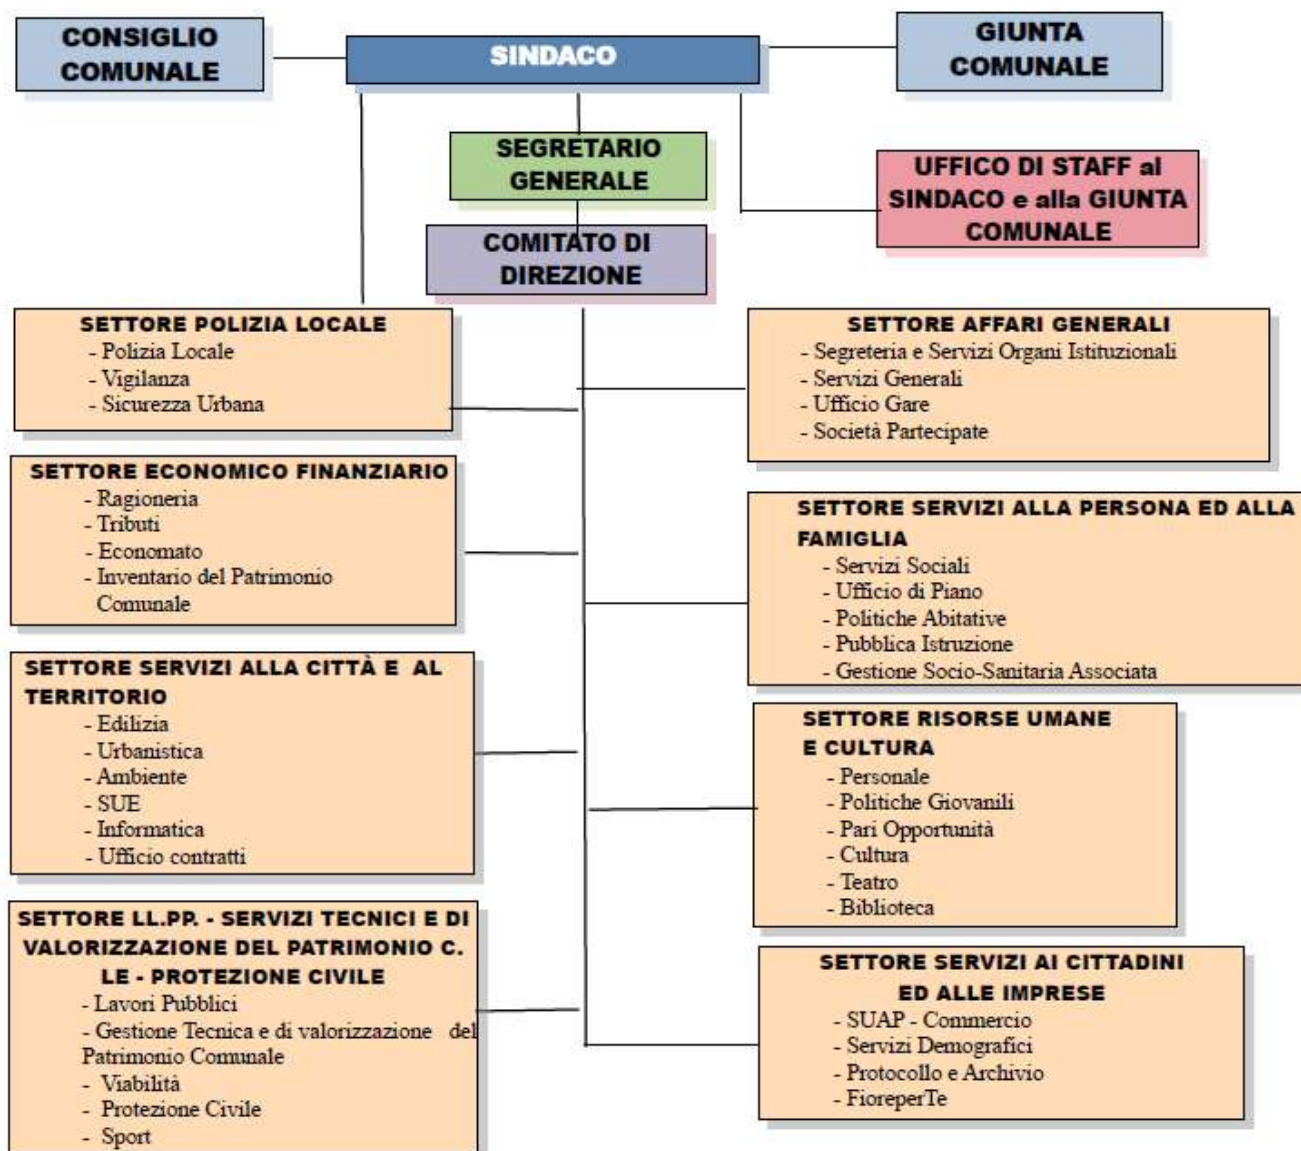 CONSIGLIO
COMUNALE
SINDACO
GIUNTA
COMUNALE
SEGRETARIO
GENERALE
UFFICO DI STAFF al
SINDACO e alla GIUNTA
COMUNALE
COMITATO DI
DIREZIONE
SETTORE POLIZIA LOCALE
- Polizia Locale
- Vigilanza
- Sicurezza Urbana
SETTORE AFFARI GENERALI
- Segreteria e Servizi Organi Istituzionali
- Servizi Generali
- Ufficio Gare
- Società Partecipate
SETTORE ECONOMICO FINANZIARIO
- Ragioneria
- Tributi
- Economato
- Inventario del Patrimonio
Comunale
SETTORE SERVIZI ALLA PERSONA ED ALLA
FAMIGLIA
- Servizi Sociali
- Ufficio di Piano
- Politiche Abitative
- Pubblica Istruzione
- Gestione Socio-Sanitaria Associata
SETTORE SERVIZI ALLA CITTÀ E AL
TERRITORIO
- Edilizia
- Urbanistica
- Ambiente
- SUE
- Informatica
- Ufficio contratti
SETTORE RISORSE UMANE
E CULTURA
- Personale
- Politiche Giovanili
- Pari Opportunità
- Cultura
- Teatro
- Biblioteca
SETTORE LL.PP. - SERVIZI TECNICI E DI
VALORIZZAZIONE DEL PATRIMONIO C.
LE - PROTEZIONE CIVILE
- Lavori Pubblici
- Gestione Tecnica e di valorizzazione del
Patrimonio Comunale
- Viabilità
- Protezione Civile
- Sport
SETTORE SERVIZI AI CITTADINI
ED ALLE IMPRESE
- SUAP - Commercio
- Servizi Demografici
- Protocollo e Archivio
- FioreperTe